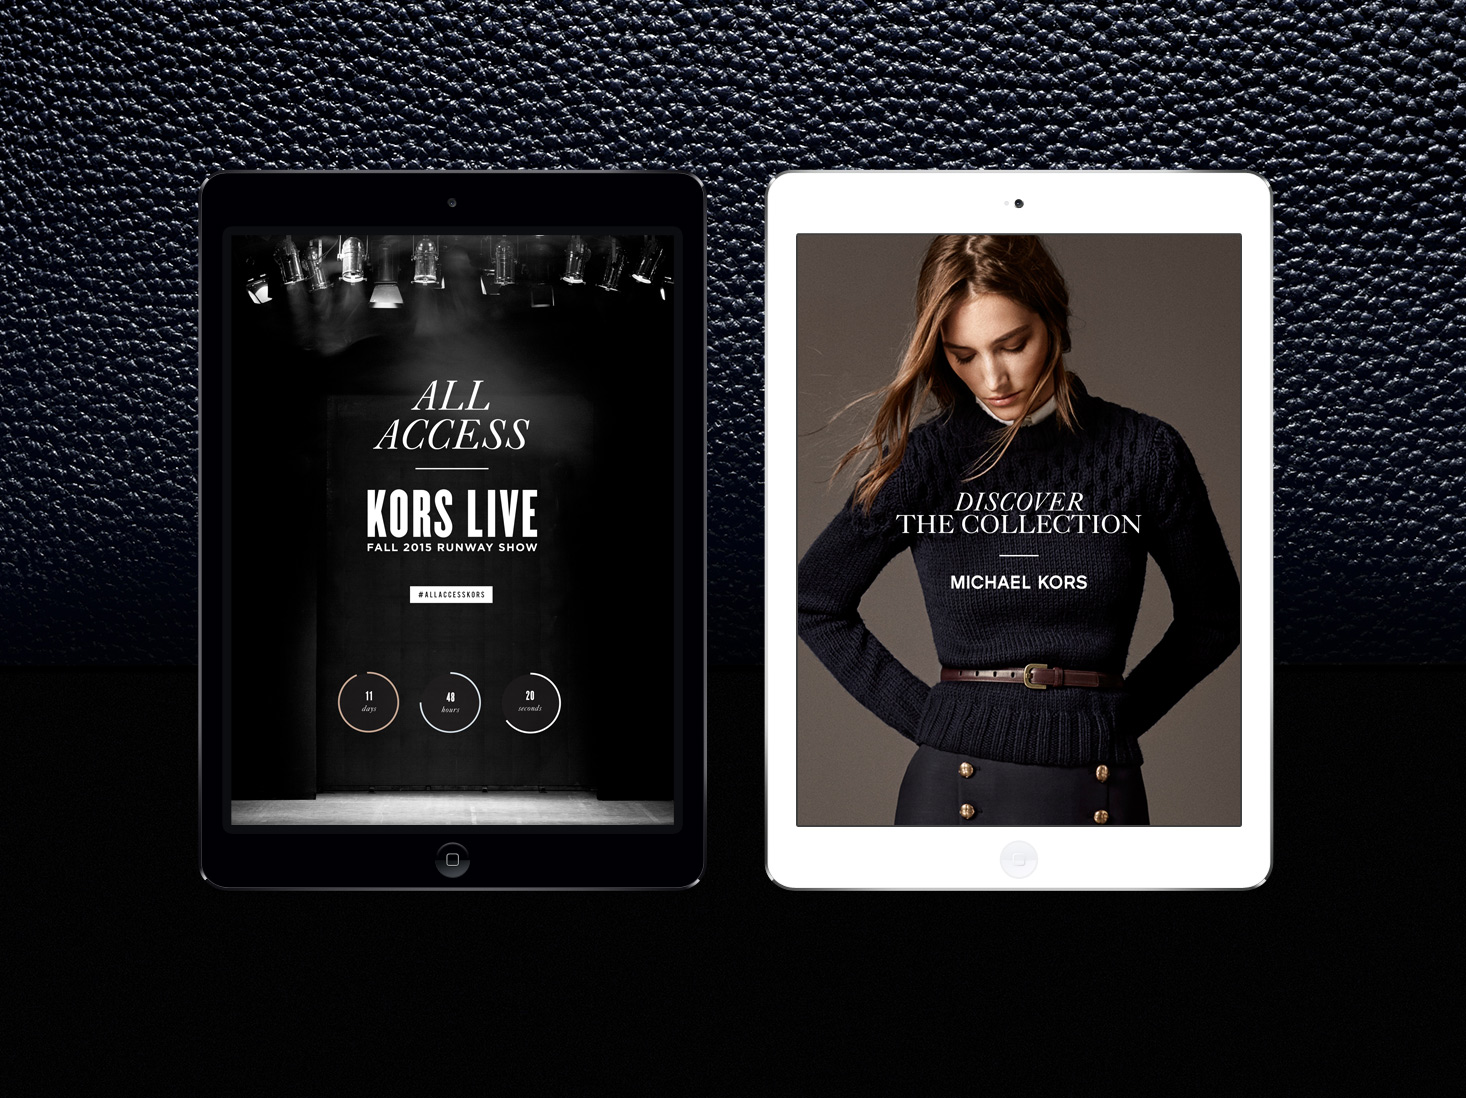 ALL
ACCESS
KORS LIVE
FALL 2015 RUNWAY SHOW
#ALLACCESSKORS
11
days
48
hours
20
seconds
DISCOVER
THE COLLECTION
MICHAEL KORS